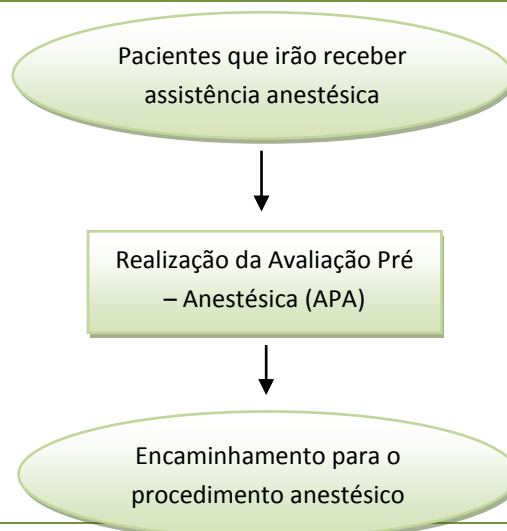 Pacientes que irão receber
assistência anestésica
Realização da Avaliação Pré
– Anestésica (APA)
Encaminhamento para o
procedimento anestésico